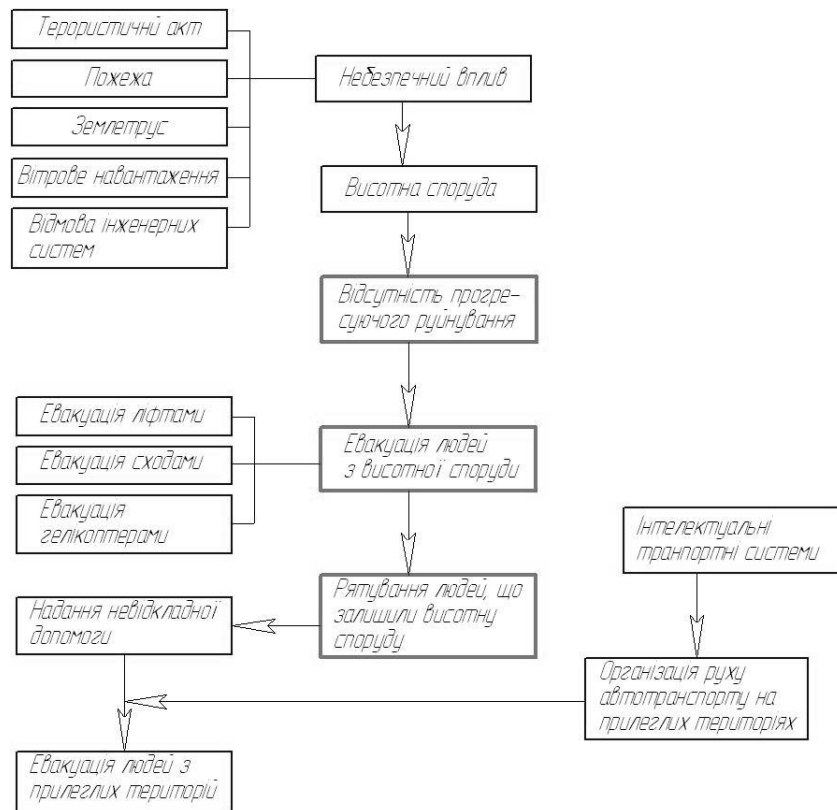 Терористичні акт
Пожежа
Землетрус
Вітрове навантаження
Відмова інженерних
систем
Небезпечний вплив
Висотна споруда
Відсутність прогре-
суючого руйнування
Евакуація ліфтами
Евакуація сходами
Евакуація
гелікоптерами
Евакуація людей
з висотної споруди
Інтелектуальні
транпортні системи
Рятування людей, що
залишили висотну
споруду
Надання невідкладної
допомоги
Організація руху
автотранспорту на
прилеглих територіях
Евакуація людей з
прилеглих територій